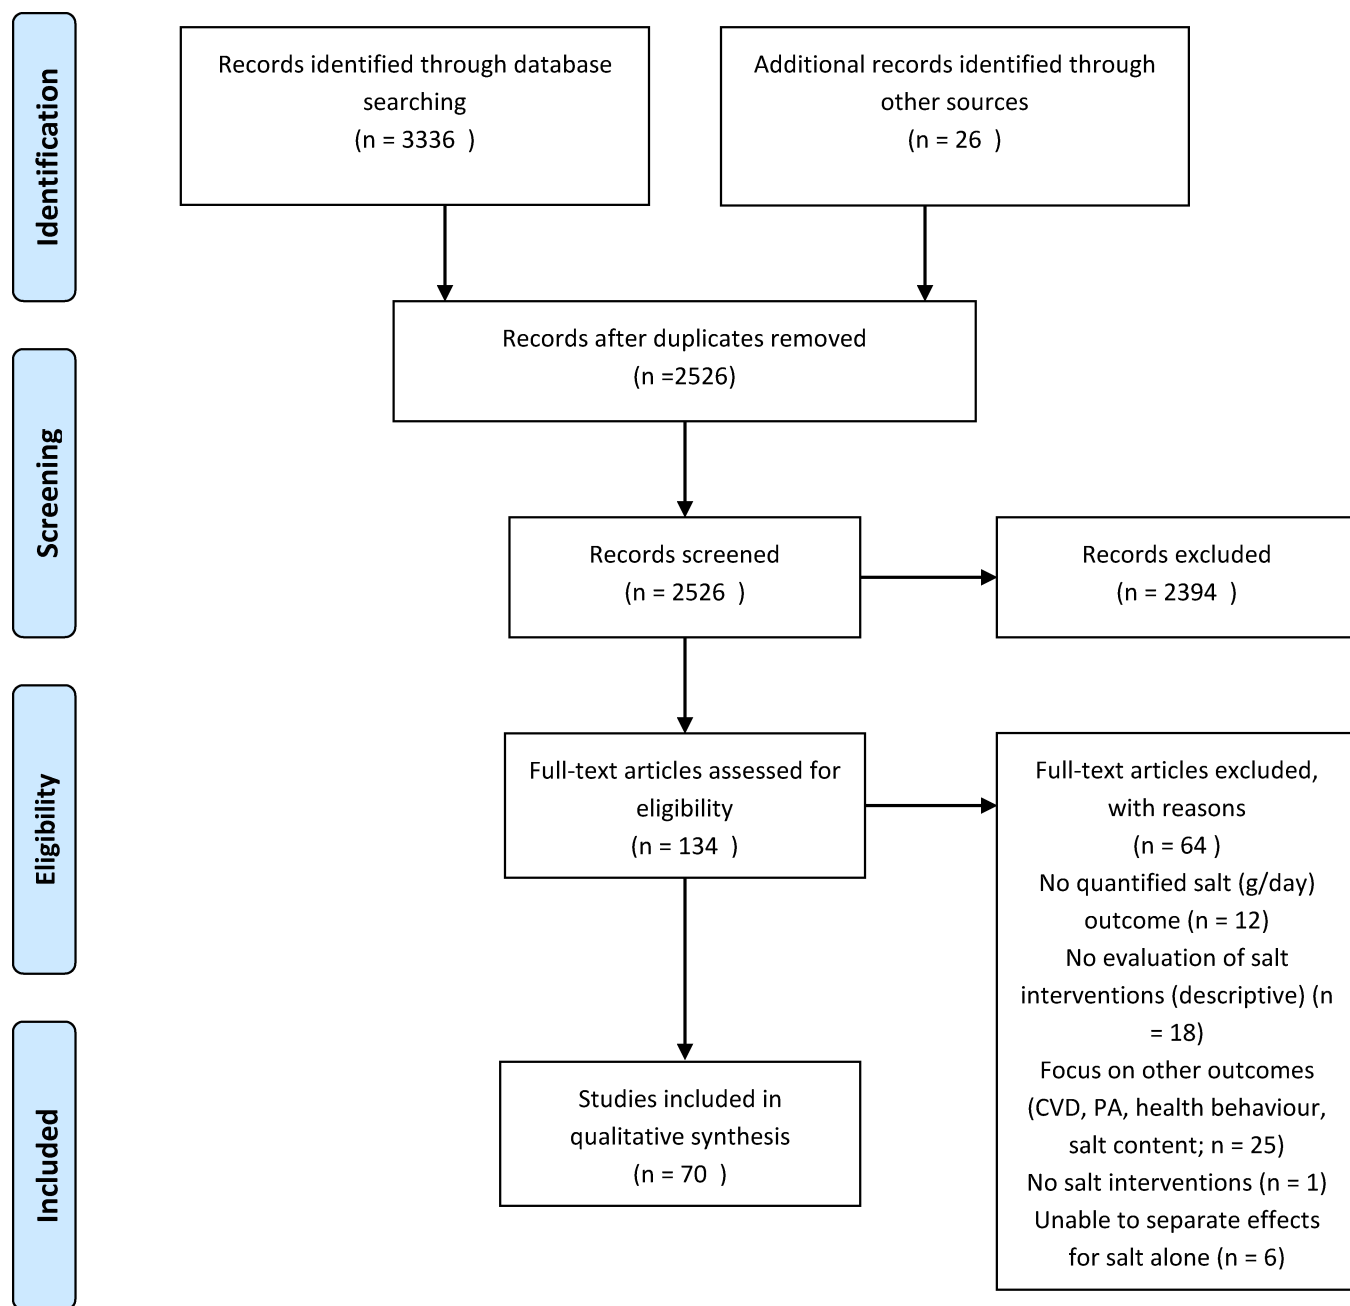 Identification
Records identified through database
searching
(n = 3336  )
Additional records identified through
other sources
(n = 26  )
Records after duplicates removed
(n =2526)
Screening
Records screened
(n = 2526  )
Records excluded
(n = 2394  )
Eligibility
Full-text articles assessed for
eligibility
(n = 134  )
Full-text articles excluded,
with reasons
(n = 64 )
No quantified salt (g/day)
outcome (n = 12)
No evaluation of salt
interventions (descriptive) (n
= 18)
Focus on other outcomes
(CVD, PA, health behaviour,
salt content; n = 25)
No salt interventions (n = 1)
Unable to separate effects
for salt alone (n = 6)
Included
Studies included in
qualitative synthesis
(n = 70  )